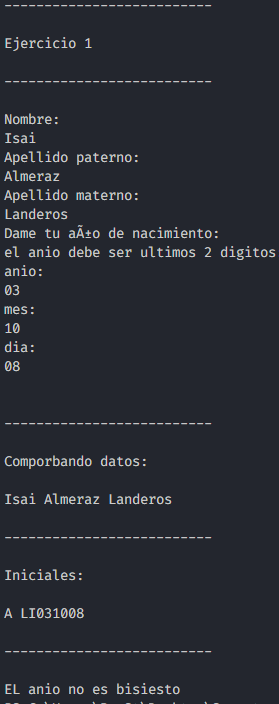 --------------------------
Ejercicio 1
--------------------------
Nombre:
Isai
Apellido paterno:
Almeraz
Apellido materno:
Landeros
Dame tu aÃ±o de nacimiento:
el anio debe ser ultimos 2 digitos
anio:
03
mes:
10
dia:
08
--------------------------
Comporbando datos:
Isai Almeraz Landeros
--------------------------
Iniciales:
A LI031008
--------------------------
EL anio no es bisiesto